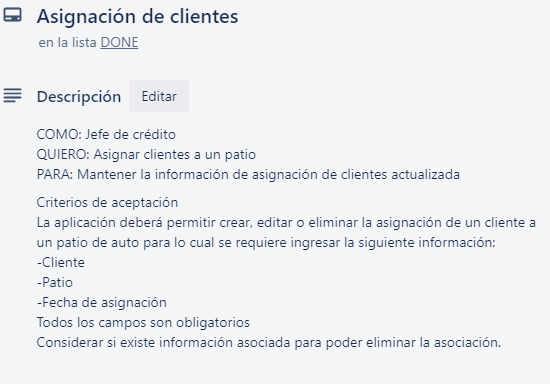 Asignación de clientes
en la lista DONE
Descripción Editar
COMO: Jefe de crédito
QUIERO: Asignar clientes a un patio
PARA: Mantener la información de asignación de clientes actualizada
Criterios de aceptación
La aplicación deberá permitir crear, editar o eliminar la asignación de un cliente a
un patio de auto para lo cual se requiere ingresar la siguiente información:
-Cliente
-Patio
-Fecha de asignación
Todos los campos son obligatorios
Considerar si existe información asociada para poder eliminar la asociación.